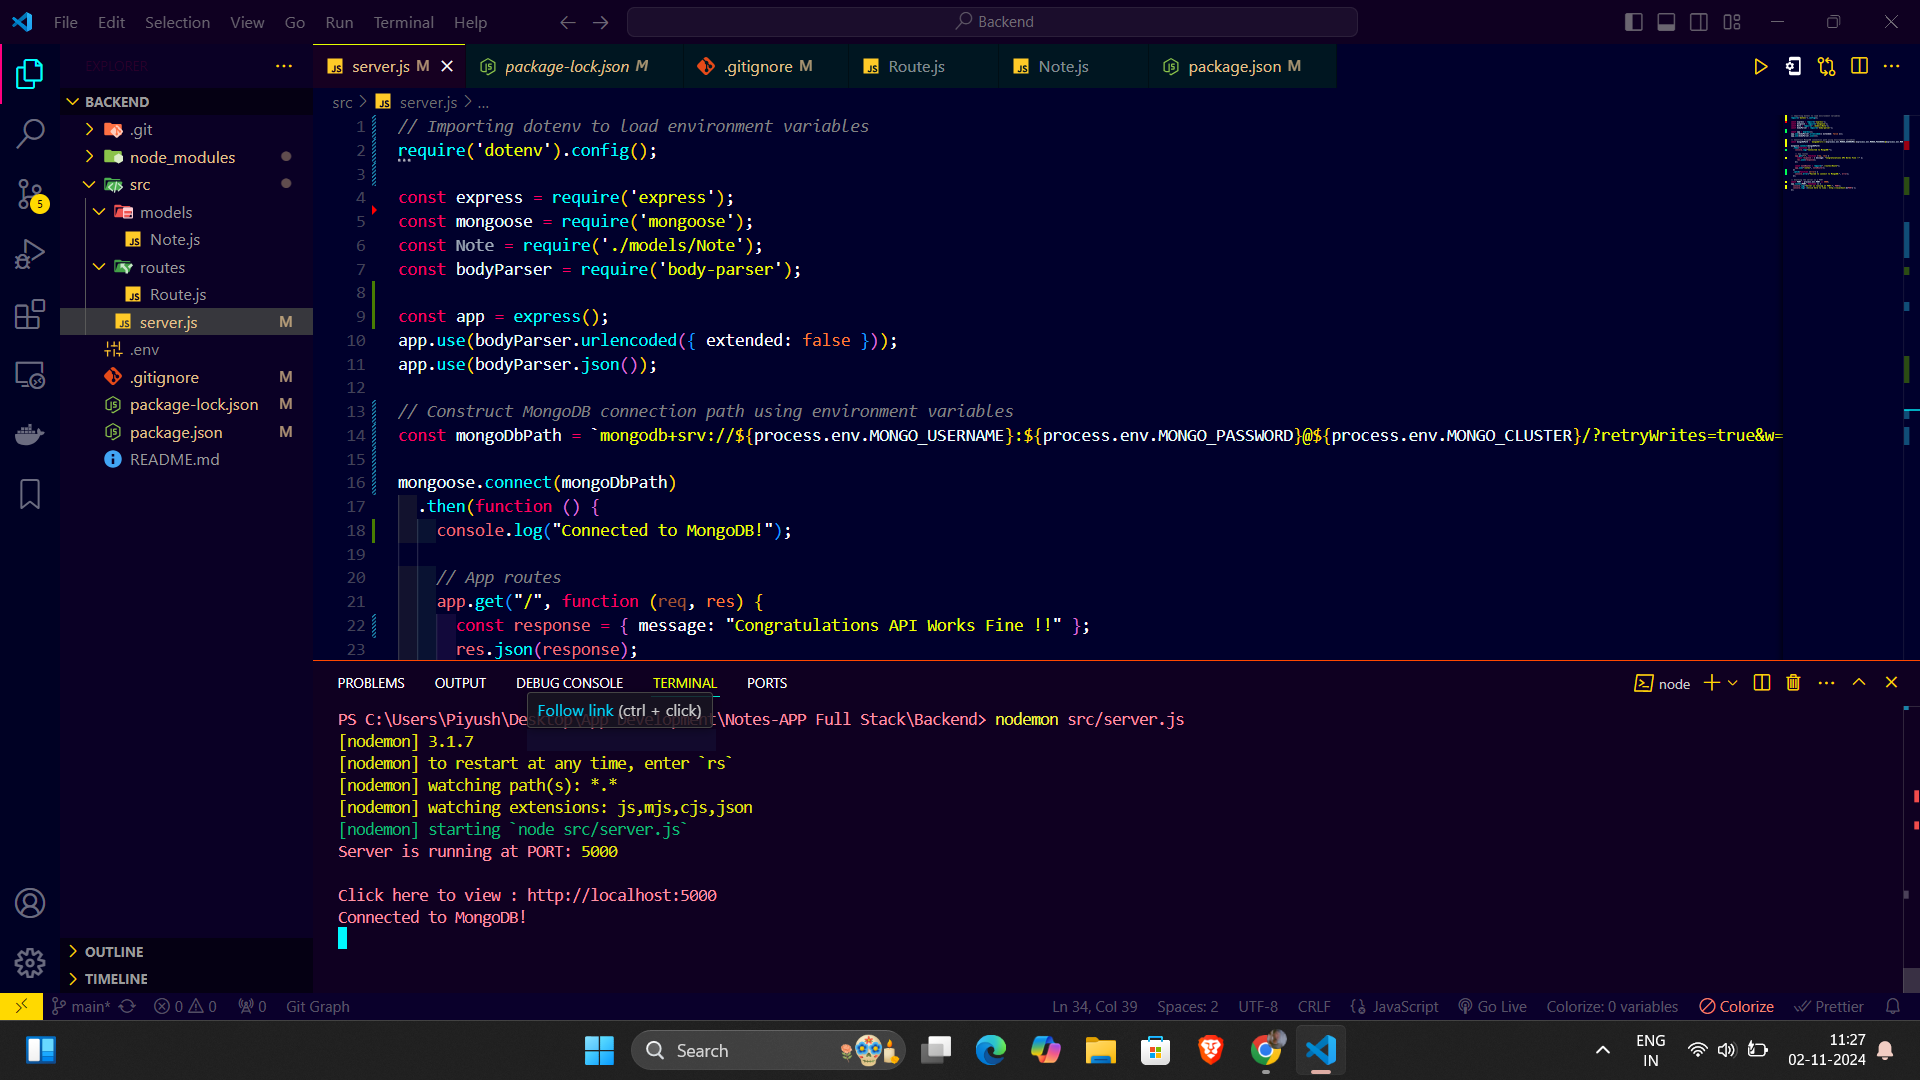 File Edit Selection View Go Run Terminal Help
Backend
EXPLORER
server.js M
package-lock.json M
.gitignore M
Route.js
Note.js
package.json M
BACKEND
.git
node_modules
src
models
Note.js
routes
Route.js
server.js M
.env
.gitignore M
package-lock.json M
package.json M
README.md
OUTLINE
TIMELINE
5
src > server.js > ...
1 // Importing dotenv to load environment variables
2 require('dotenv').config();
3
4 const express = require('express');
5 const mongoose = require('mongoose');
6 const Note = require('./models/Note');
7 const bodyParser = require('body-parser');
8
9 const app = express();
10 app.use(bodyParser.urlencoded({ extended: false }));
11 app.use(bodyParser.json());
12
13 // Construct MongoDB connection path using environment variables
14 const mongoDbPath = `mongodb+srv://${process.env.MONGO_USERNAME}:${process.env.MONGO_PASSWORD}@${process.env.MONGO_CLUSTER}/?retryWrites=true&w=
15
16 mongoose.connect(mongoDbPath)
17 .then(function () {
18 console.log("Connected to MongoDB!");
19
20 // App routes
21 app.get("/", function (req, res) {
22 const response = { message: "Congratulations API Works Fine !!" };
23 res.json(response);
PROBLEMS OUTPUT DEBUG CONSOLE TERMINAL PORTS
node
Follow link (ctrl + click)
PS C:\Users\Piyush\Desktop\App Development\Notes-APP Full Stack\Backend> nodemon src/server.js
[nodemon] 3.1.7
[nodemon] to restart at any time, enter `rs`
[nodemon] watching path(s): *.*
[nodemon] watching extensions: js,mjs,cjs,json
[nodemon] starting `node src/server.js`
Server is running at PORT: 5000
Click here to view : http://localhost:5000
Connected to MongoDB!
main* 0 0 0 Git Graph
Ln 34, Col 39 Spaces: 2 UTF-8 CRLF {} JavaScript Go Live Colorize: 0 variables Colorize Prettier
Search
ENG
IN
11:27
02-11-2024